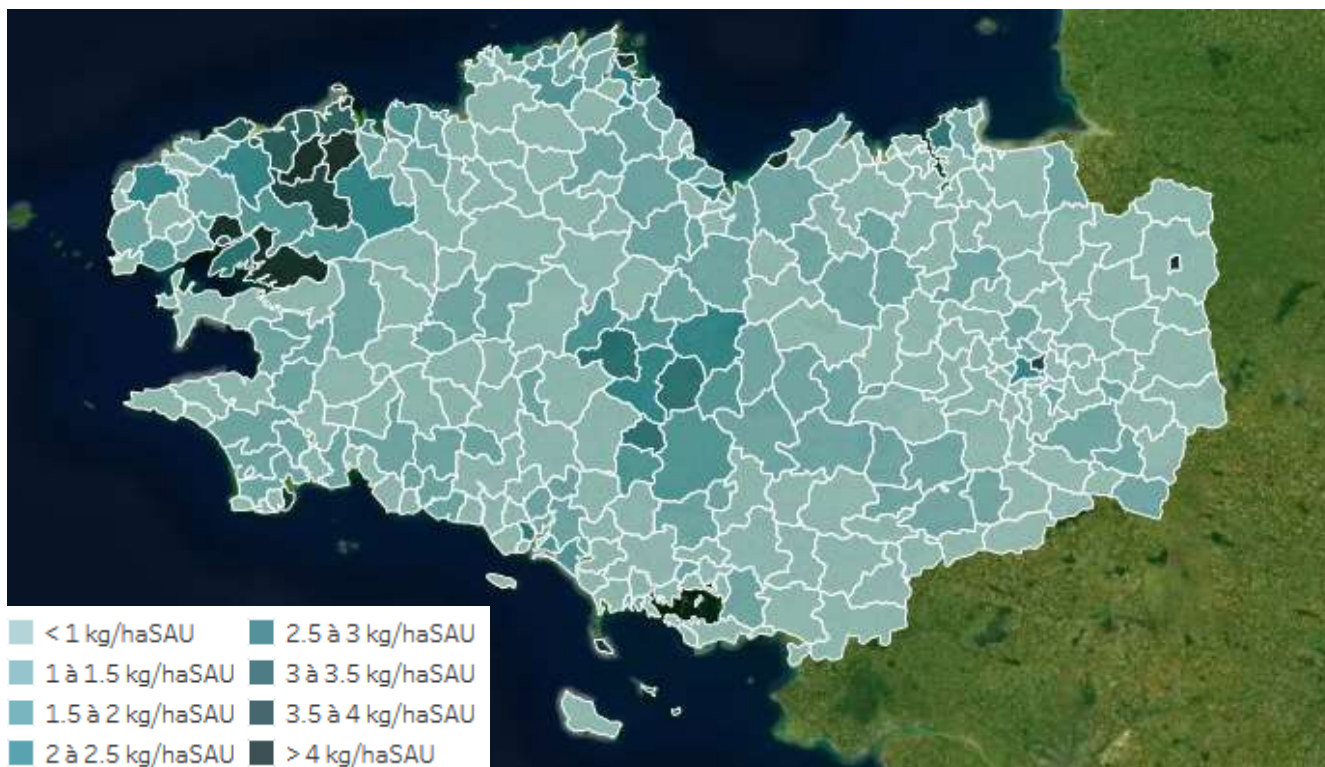 < 1 kg/haSAU
1 à 1.5 kg/haSAU
1.5 à 2 kg/haSAU
2 à 2.5 kg/haSAU
2.5 à 3 kg/haSAU
3 à 3.5 kg/haSAU
3.5 à 4 kg/haSAU
> 4 kg/haSAU